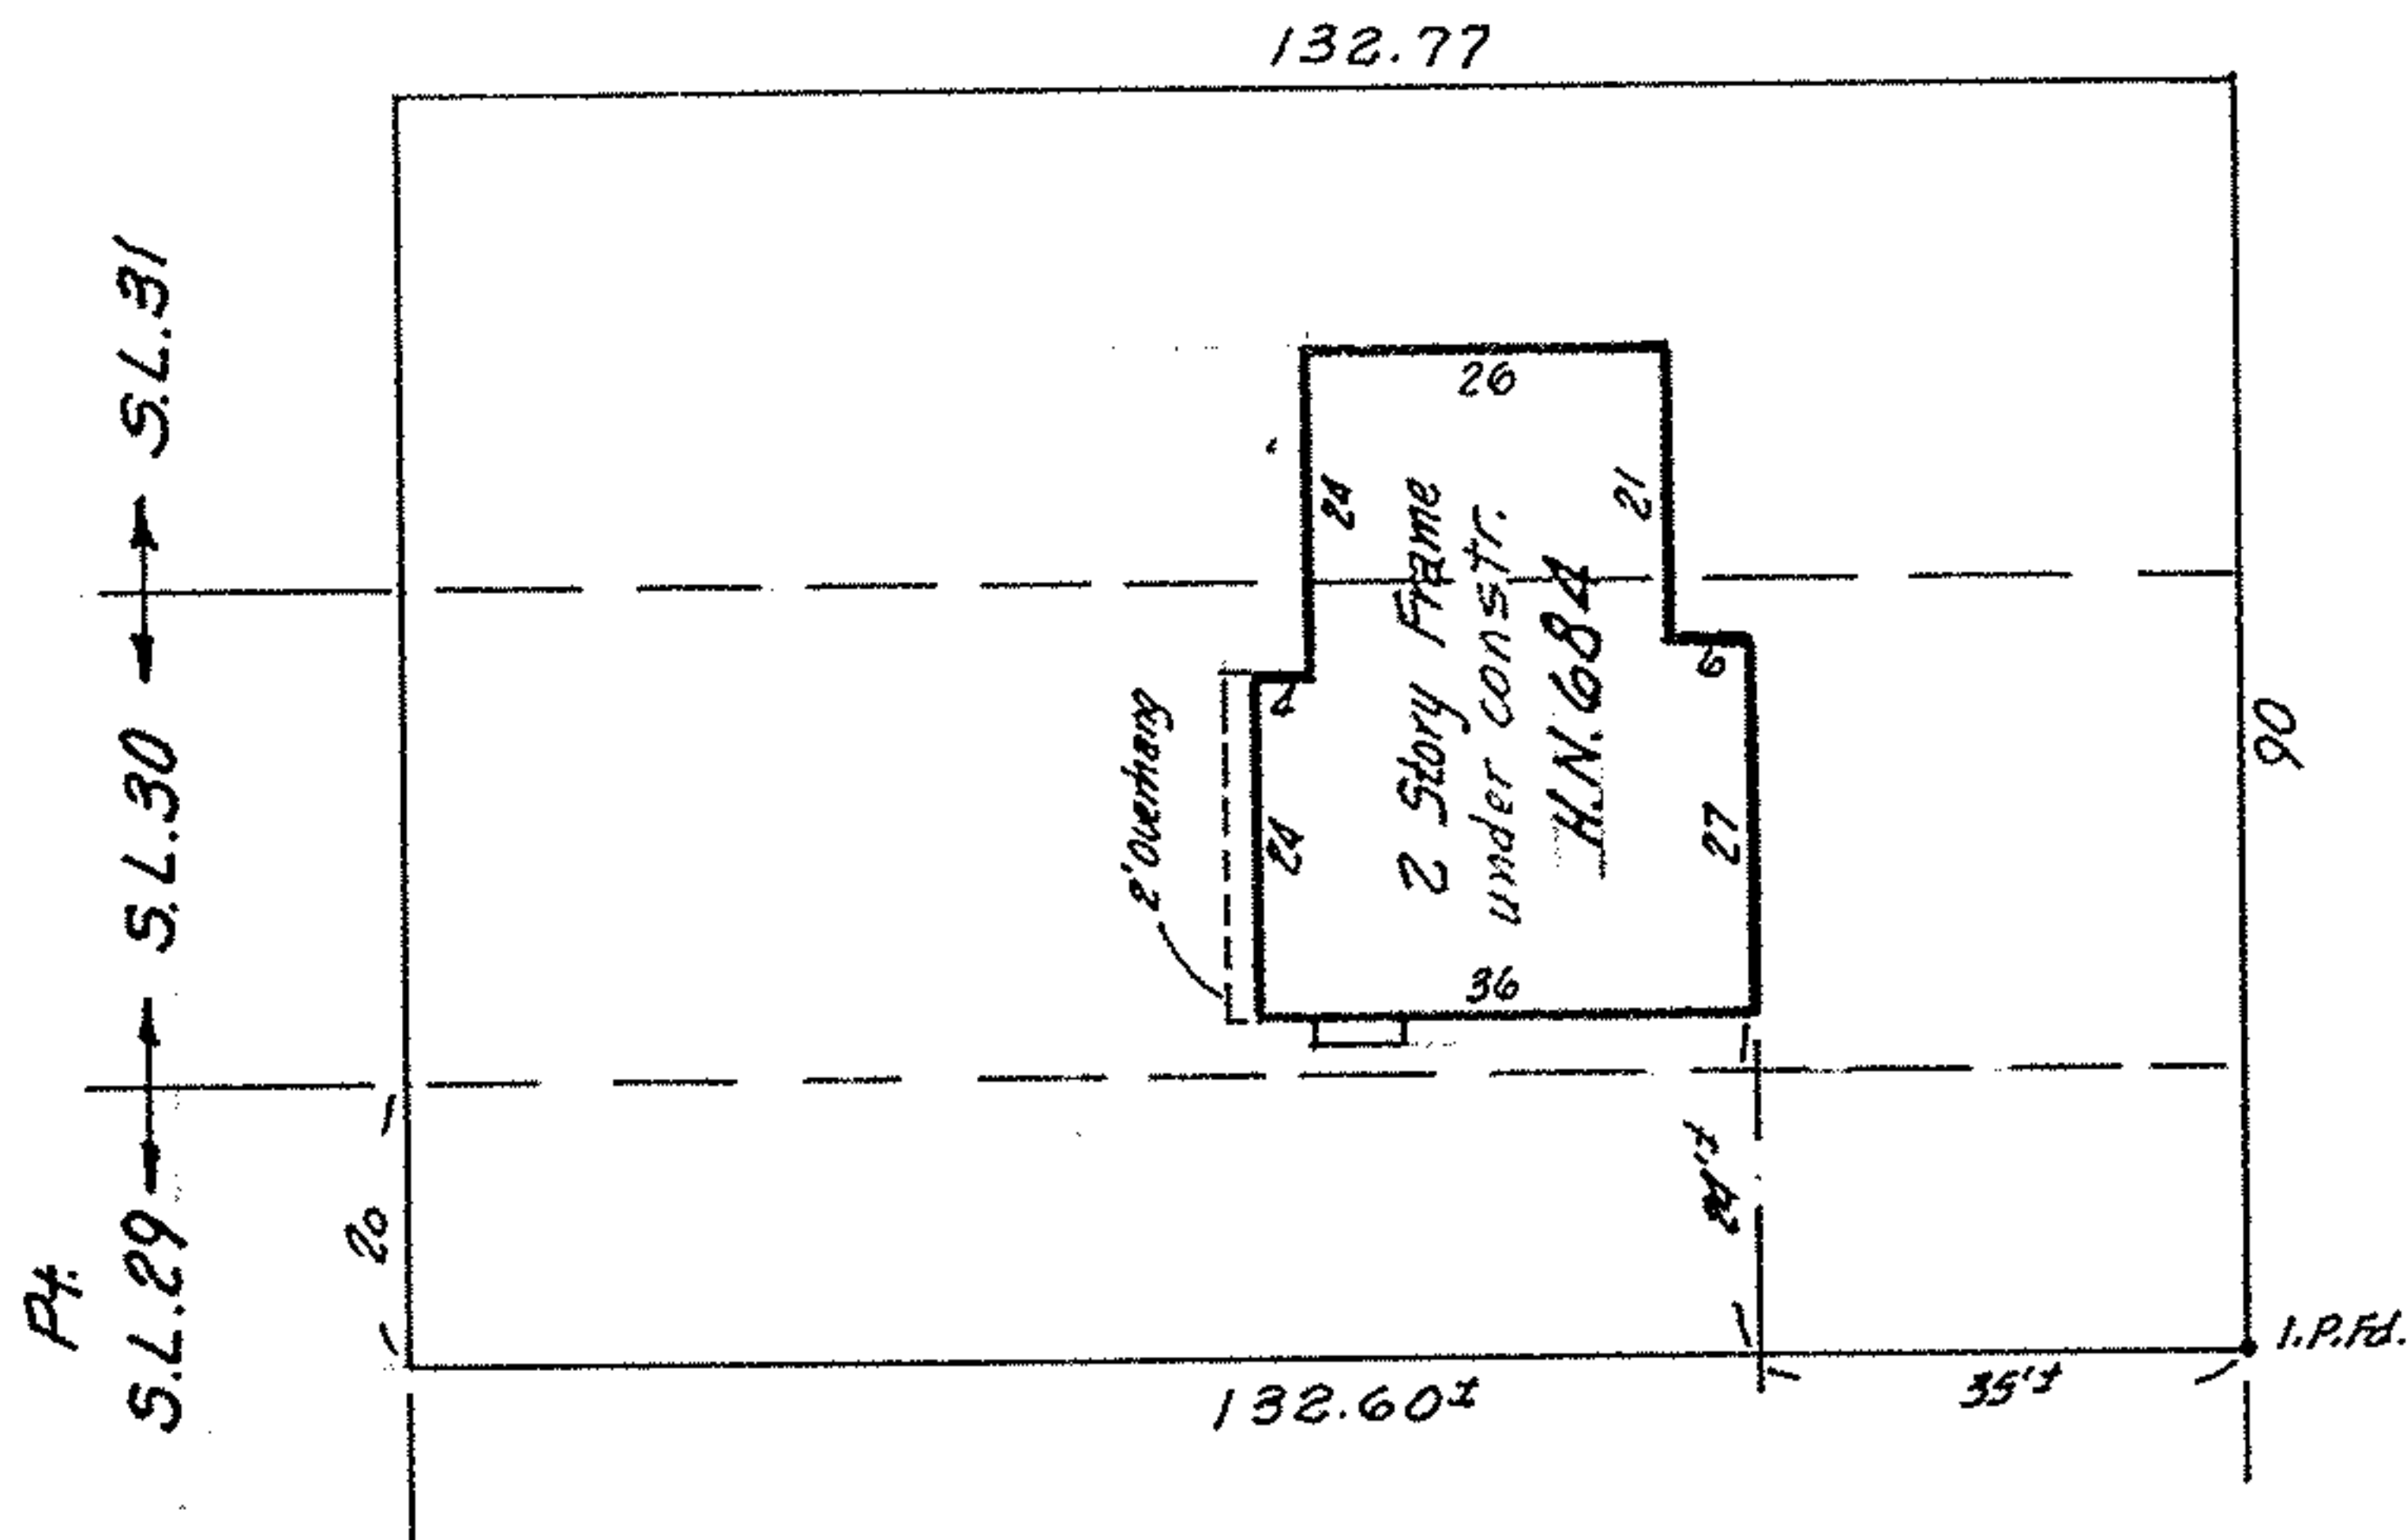 132.77
S.L.31
S.L.30
Pt.
S.L.29
26
24
21
2 Story Frame
under constr.
H.N.684
6
4
2' Overhang
24
27
36
90
20
24'±
132.60±
35'±
I.P.Fd.